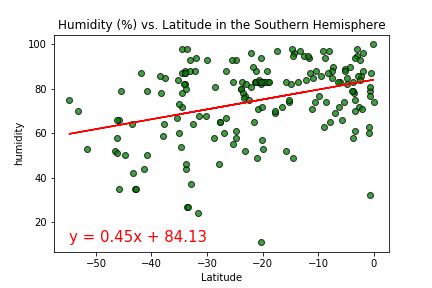 Humidity (%) vs. Latitude in the Southern Hemisphere
100
80
60
40
20
humidity
y = 0.45x + 84.13
−50
−40
−30
−20
−10
0
Latitude